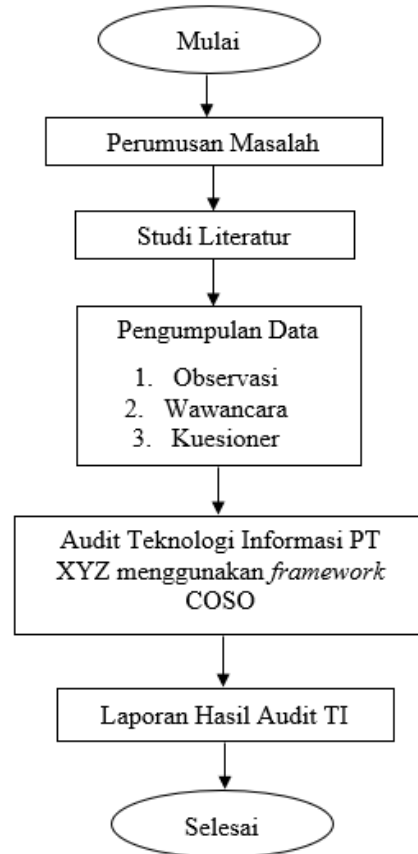 Mulai
Perumusan Masalah
Studi Literatur
Pengumpulan Data
1. Observasi
2. Wawancara
3. Kuesioner
Audit Teknologi Informasi PT
XYZ menggunakan framework
COSO
Laporan Hasil Audit TI
Selesai